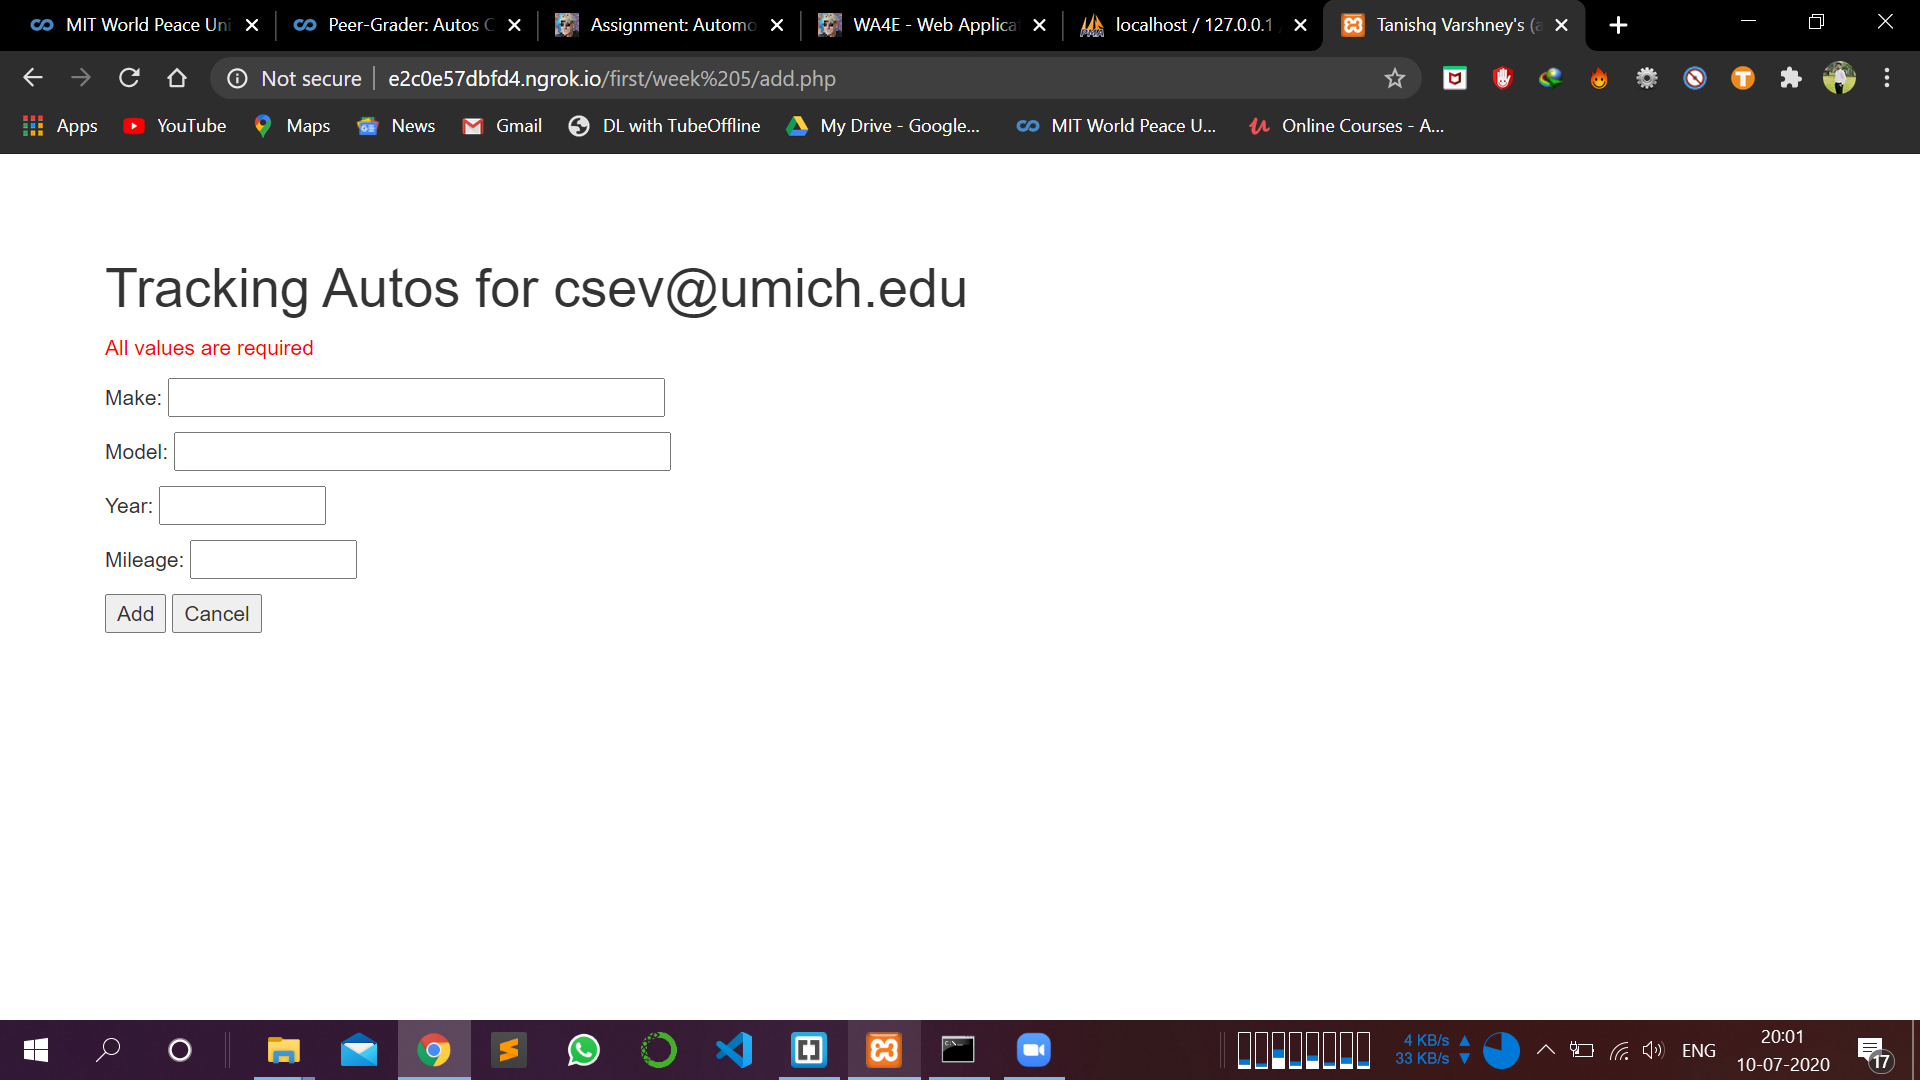 MIT World Peace Uni
Peer-Grader: Autos C
Assignment: Automo
WA4E - Web Applicat
localhost / 127.0.0.1
Tanishq Varshney's (a
Not secure
e2c0e57dbfd4.ngrok.io/first/week%205/add.php
Apps
YouTube
Maps
News
Gmail
DL with TubeOffline
My Drive - Google...
MIT World Peace U...
Online Courses - A...
Tracking Autos for csev@umich.edu
All values are required
Make:
Model:
Year:
Mileage:
Add Cancel
4 KB/s
33 KB/s
ENG
20:01
10-07-2020
17